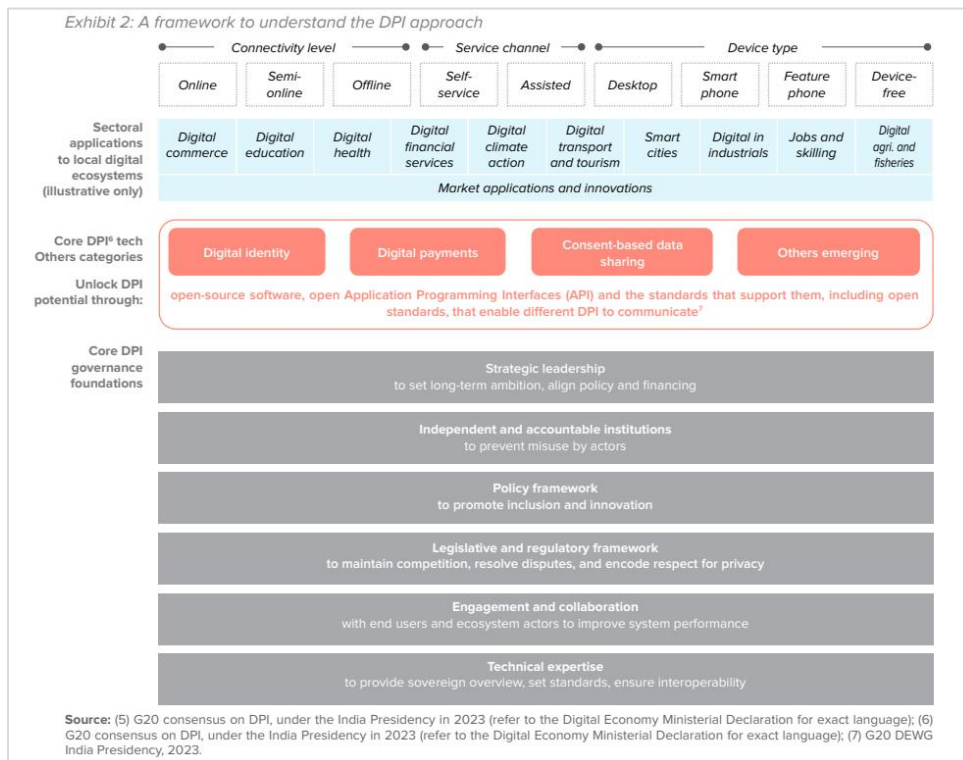 Exhibit 2: A framework to understand the DPI approach
Connectivity level
Service channel
Device type
Online
Semi-
online
Offline
Self-
service
Assisted
Desktop
Smart
phone
Feature
phone
Device-
free
Sectoral
applications
to local digital
ecosystems
(illustrative only)
Digital
commerce
Digital
education
Digital
health
Digital
financial
services
Digital
climate
action
Digital
transport
and tourism
Smart
cities
Digital in
industrials
Jobs and
skilling
Digital
agri. and
fisheries
Market applications and innovations
Core DPI⁶ tech
Others categories
Digital identity
Digital payments
Consent-based data
sharing
Others emerging
Unlock DPI
potential through:
open-source software, open Application Programming Interfaces (API) and the standards that support them, including open
standards, that enable different DPI to communicate⁷
Core DPI
governance
foundations
Strategic leadership
to set long-term ambition, align policy and financing
Independent and accountable institutions
to prevent misuse by actors
Policy framework
to promote inclusion and innovation
Legislative and regulatory framework
to maintain competition, resolve disputes, and encode respect for privacy
Engagement and collaboration
with end users and ecosystem actors to improve system performance
Technical expertise
to provide sovereign overview, set standards, ensure interoperability
Source: (5) G20 consensus on DPI, under the India Presidency in 2023 (refer to the Digital Economy Ministerial Declaration for exact language); (6)
G20 consensus on DPI, under the India Presidency in 2023 (refer to the Digital Economy Ministerial Declaration for exact language); (7) G20 DEWG
India Presidency, 2023.